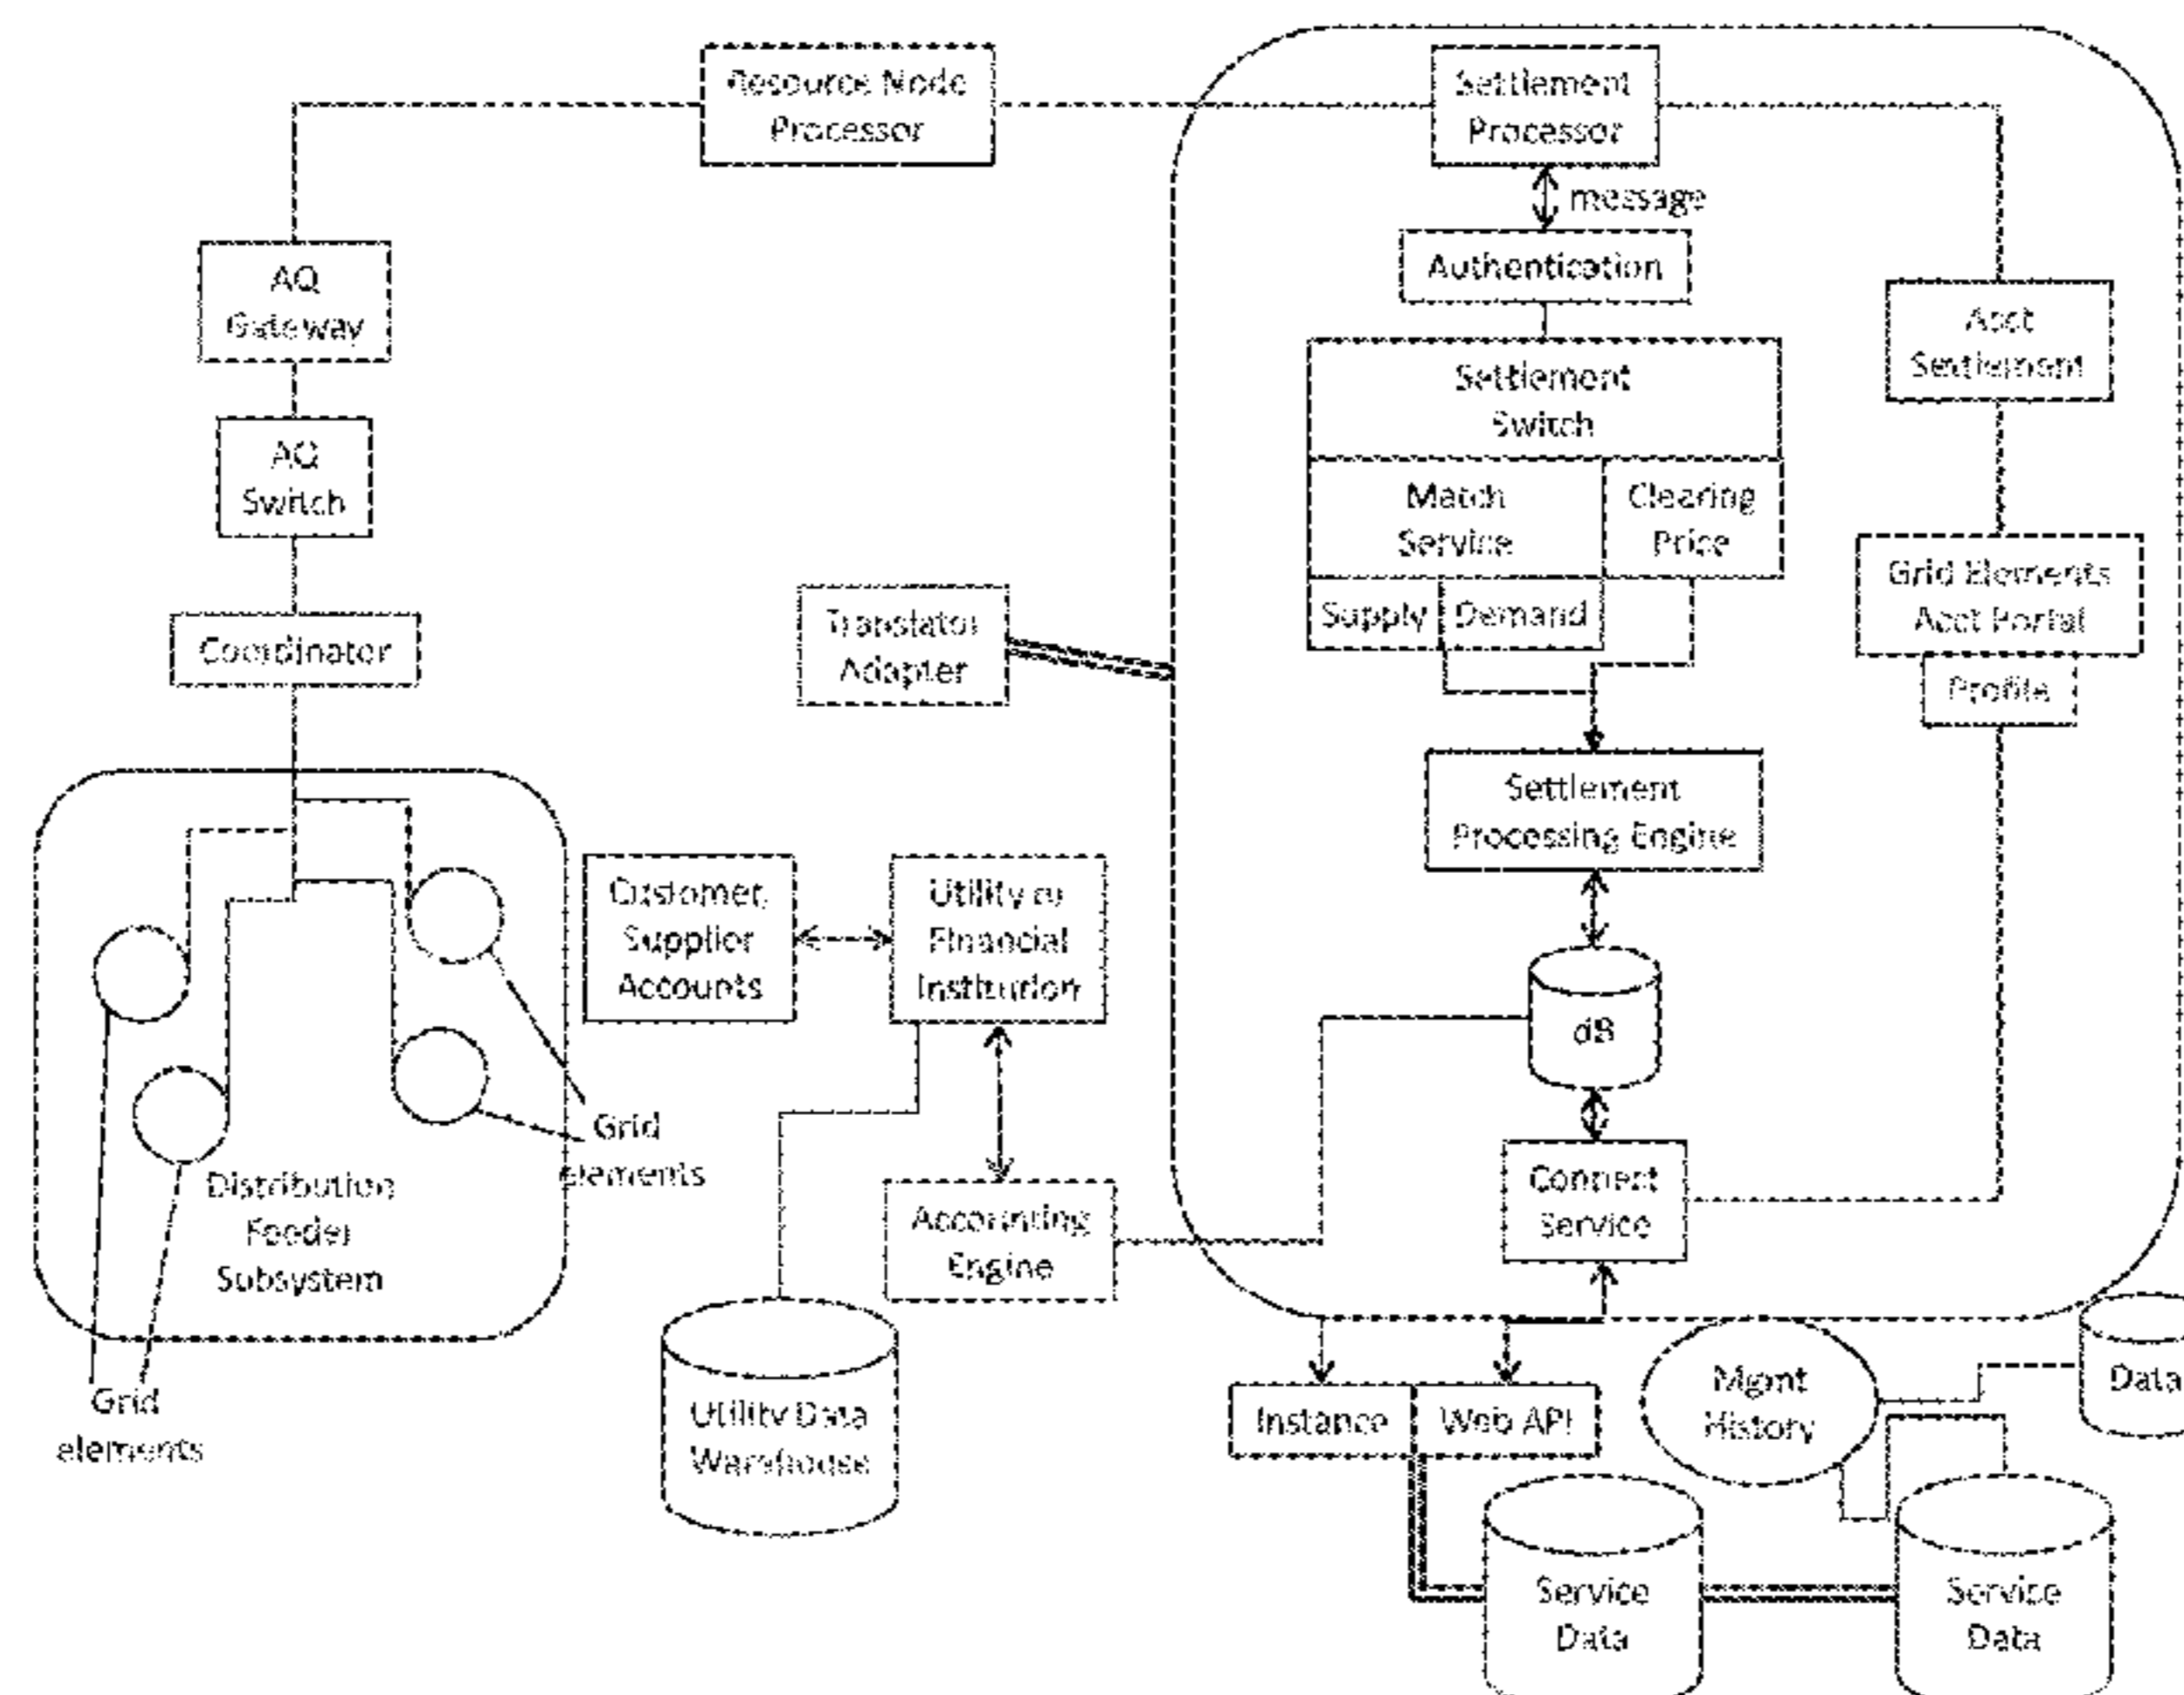 Resource Node
Processor
Settlement
Processor
message
Authentication
AQ
Gateway
Acct
Settlement
Settlement
Switch
AQ
Switch
Match
Service
Clearing
Price
Grid Elements
Acct Portal
Profile
Supply
Demand
Translator
Adapter
Coordinator
Settlement
Processing Engine
Customer,
Supplier
Accounts
Utility or
Financial
Institution
dB
Grid
elements
Distribution
Feeder
Subsystem
Accounting
Engine
Connect
Service
Grid
elements
Utility Data
Warehouse
Instance
Web API
Mgmt
History
Data
Service
Data
Service
Data